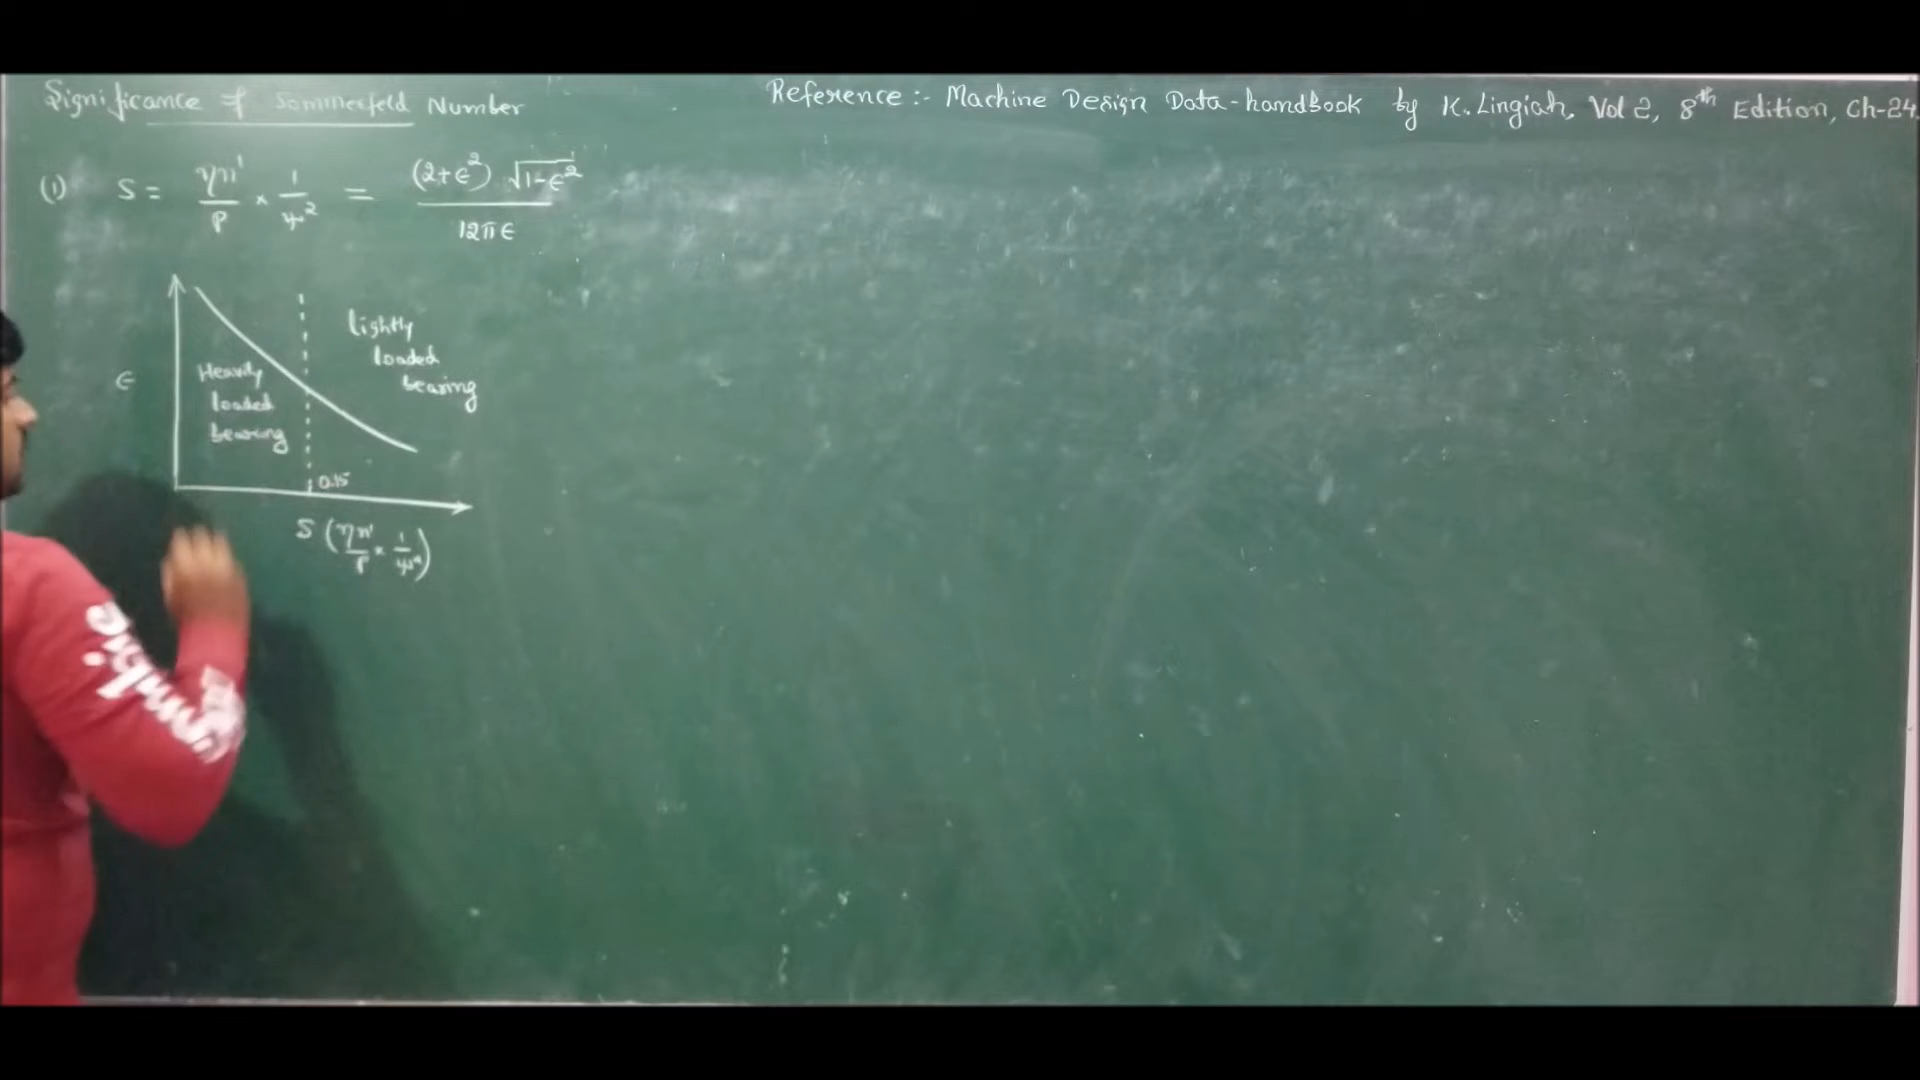 Significance of Sommerfeld Number
Reference :- Machine Design Data-handbook by K. Lingiah, Vol 2, 8th Edition, Ch-24
(1) S = ηn'/P × 1/ψ² = (2+ϵ²) √1-ϵ² / 12πϵ
lightly
loaded
bearing
Heavily
loaded
bearing
ϵ
0.15
S (ηn'/P × 1/ψ²)